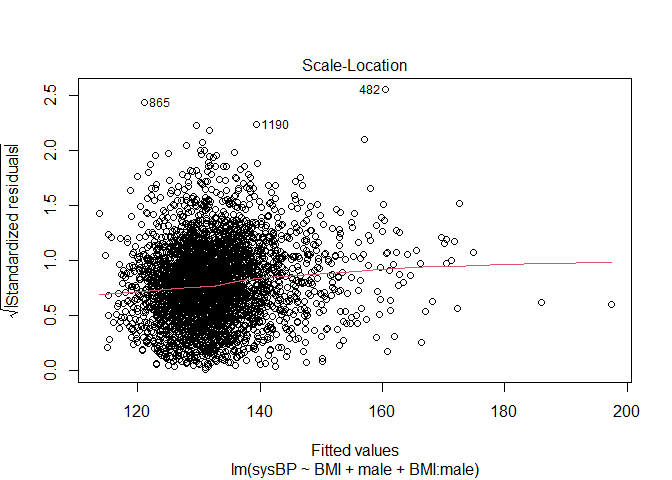 Scale-Location
√|Standardized residuals|
2.5
2.0
1.5
1.0
0.5
0.0
865
1190
482
120 140 160 180 200
Fitted values
lm(sysBP ~ BMI + male + BMI:male)